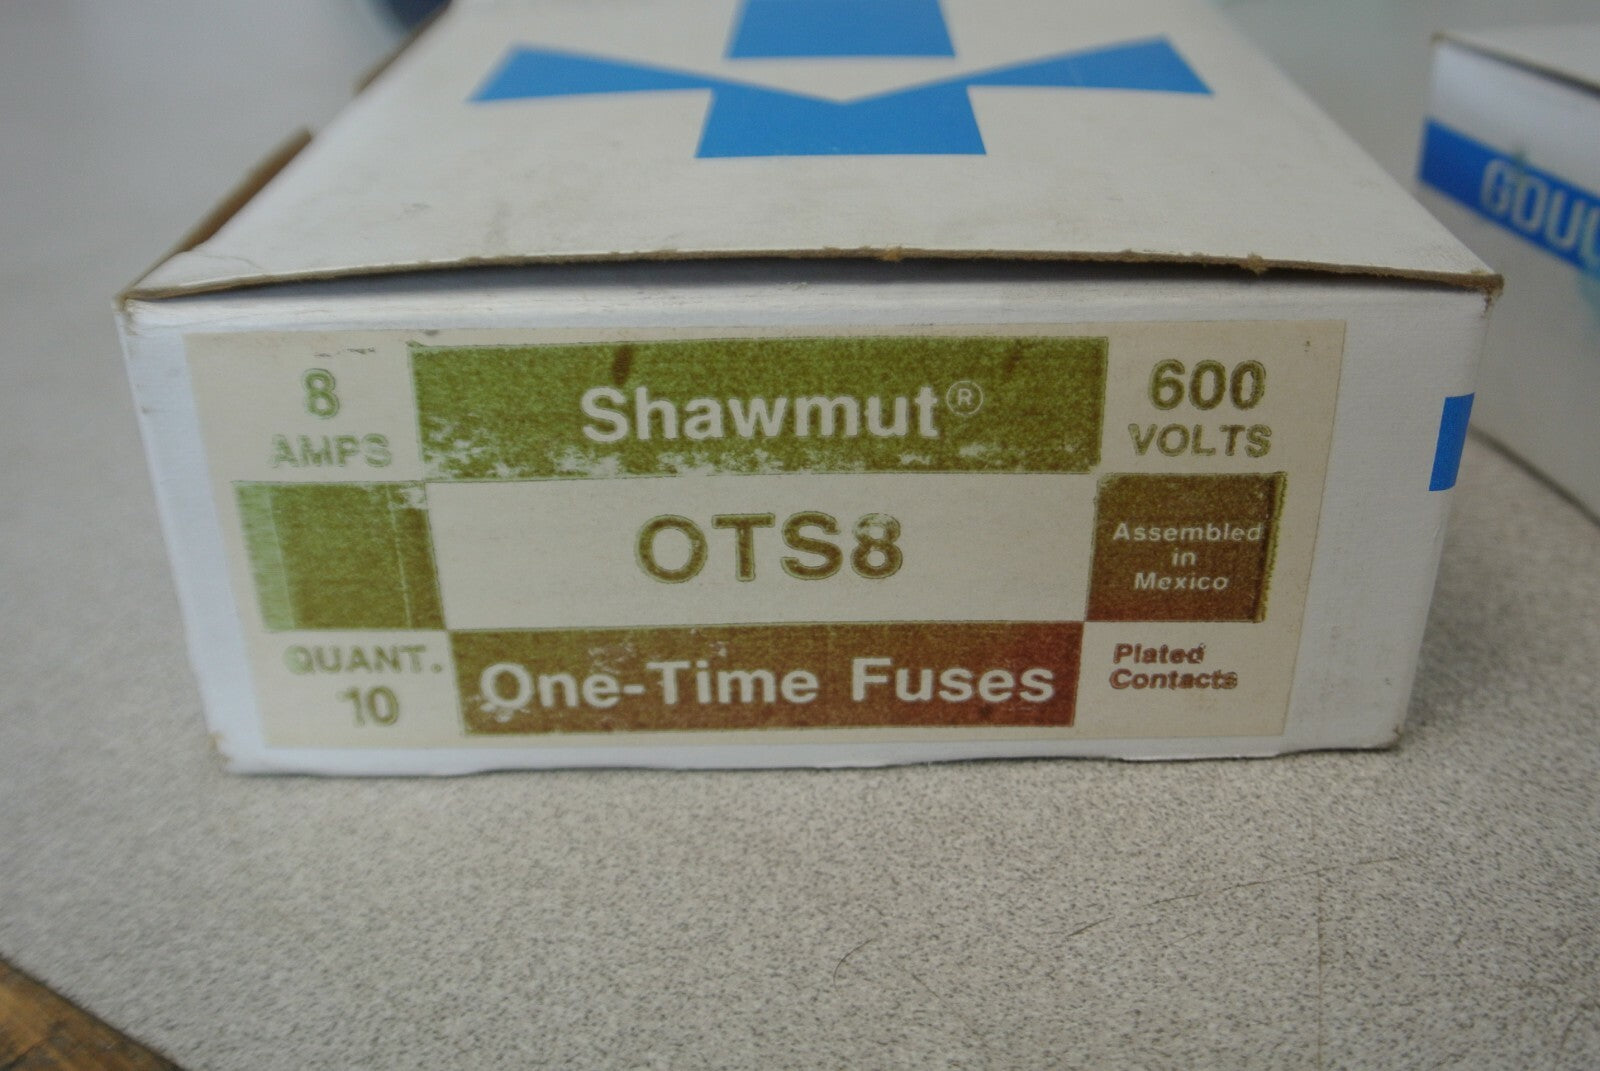 8
AMPS
Shawmut®
600
VOLTS
OTS8
Assembled
in
Mexico
QUANT.
10
One-Time Fuses
Plated
Contacts